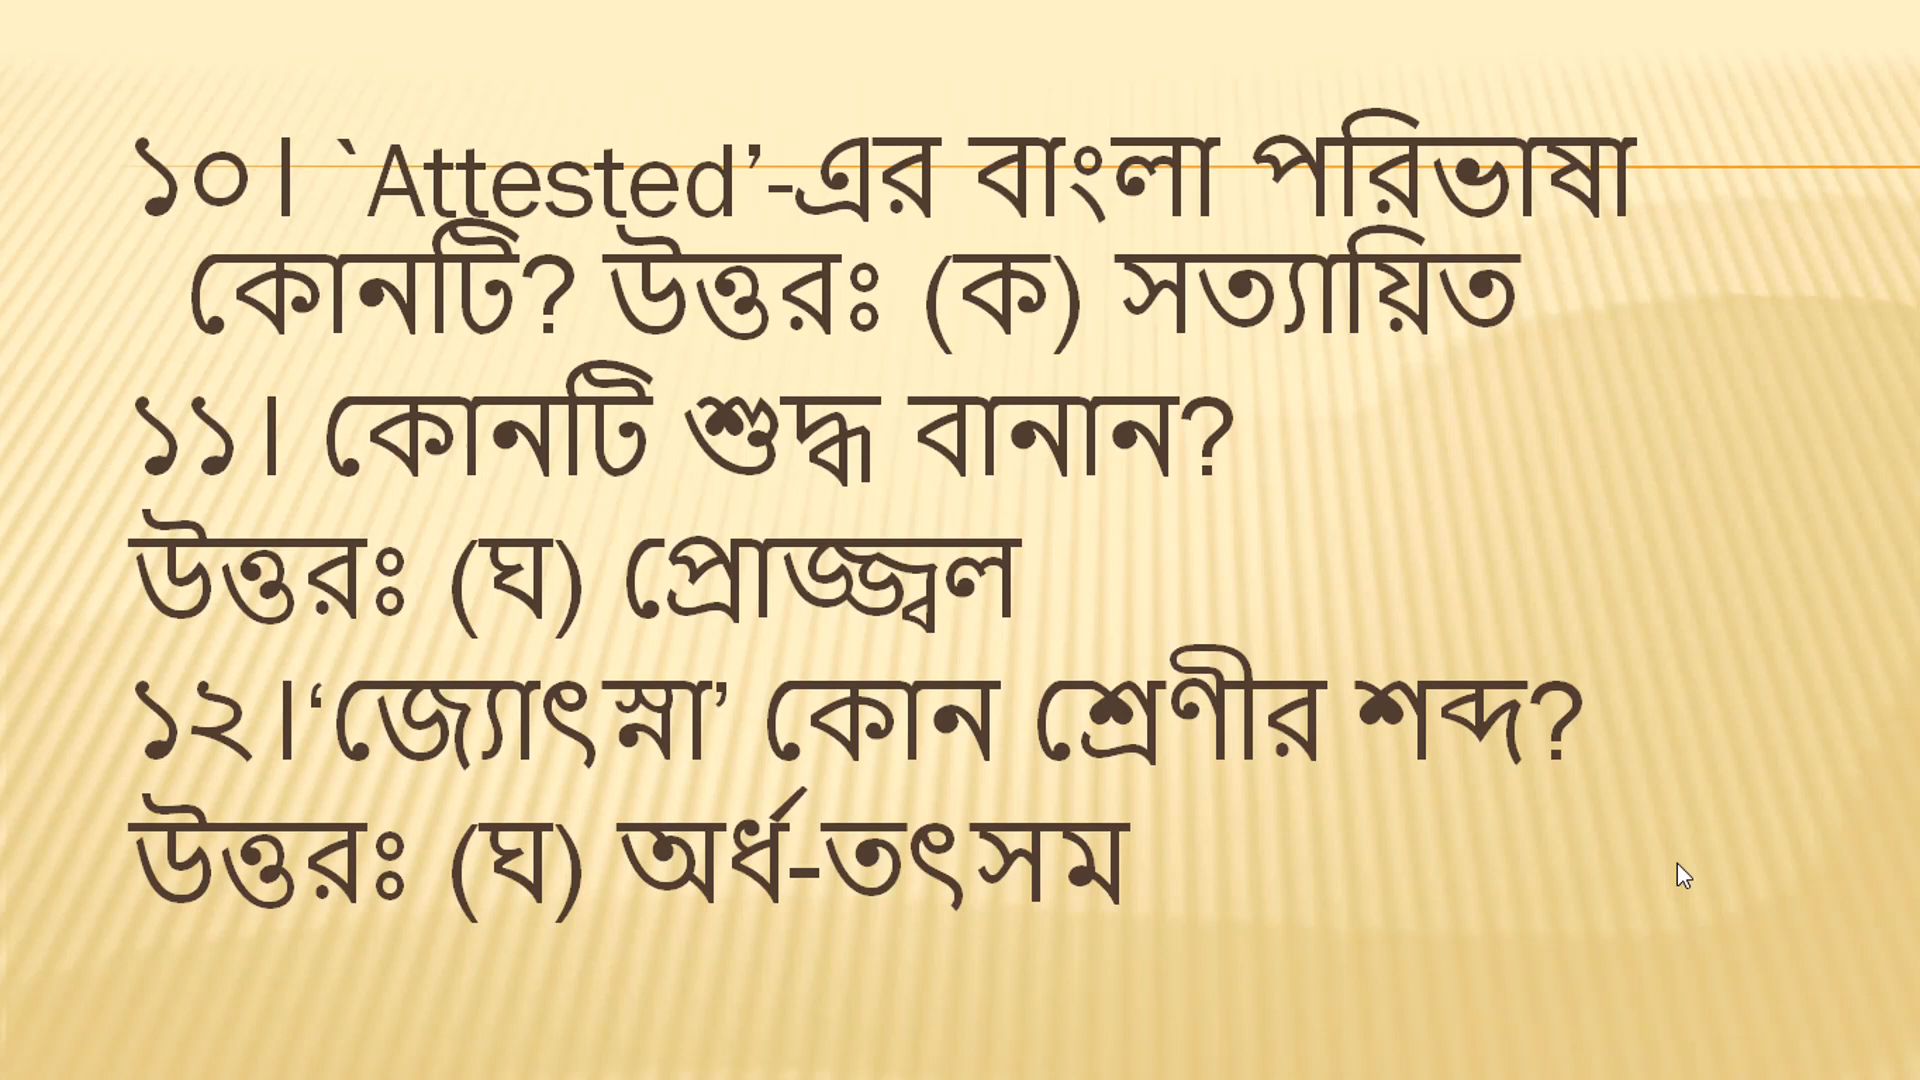 ১০। `Attested’-এর বাংলা পরিভাষা
কোনটি? উত্তরঃ (ক) সত্যায়িত
১১। কোনটি শুদ্ধ বানান?
উত্তরঃ (ঘ) প্রোজ্জ্বল
১২।‘জ্যোৎস্না’ কোন শ্রেণীর শব্দ?
উত্তরঃ (ঘ) অর্ধ-তৎসম